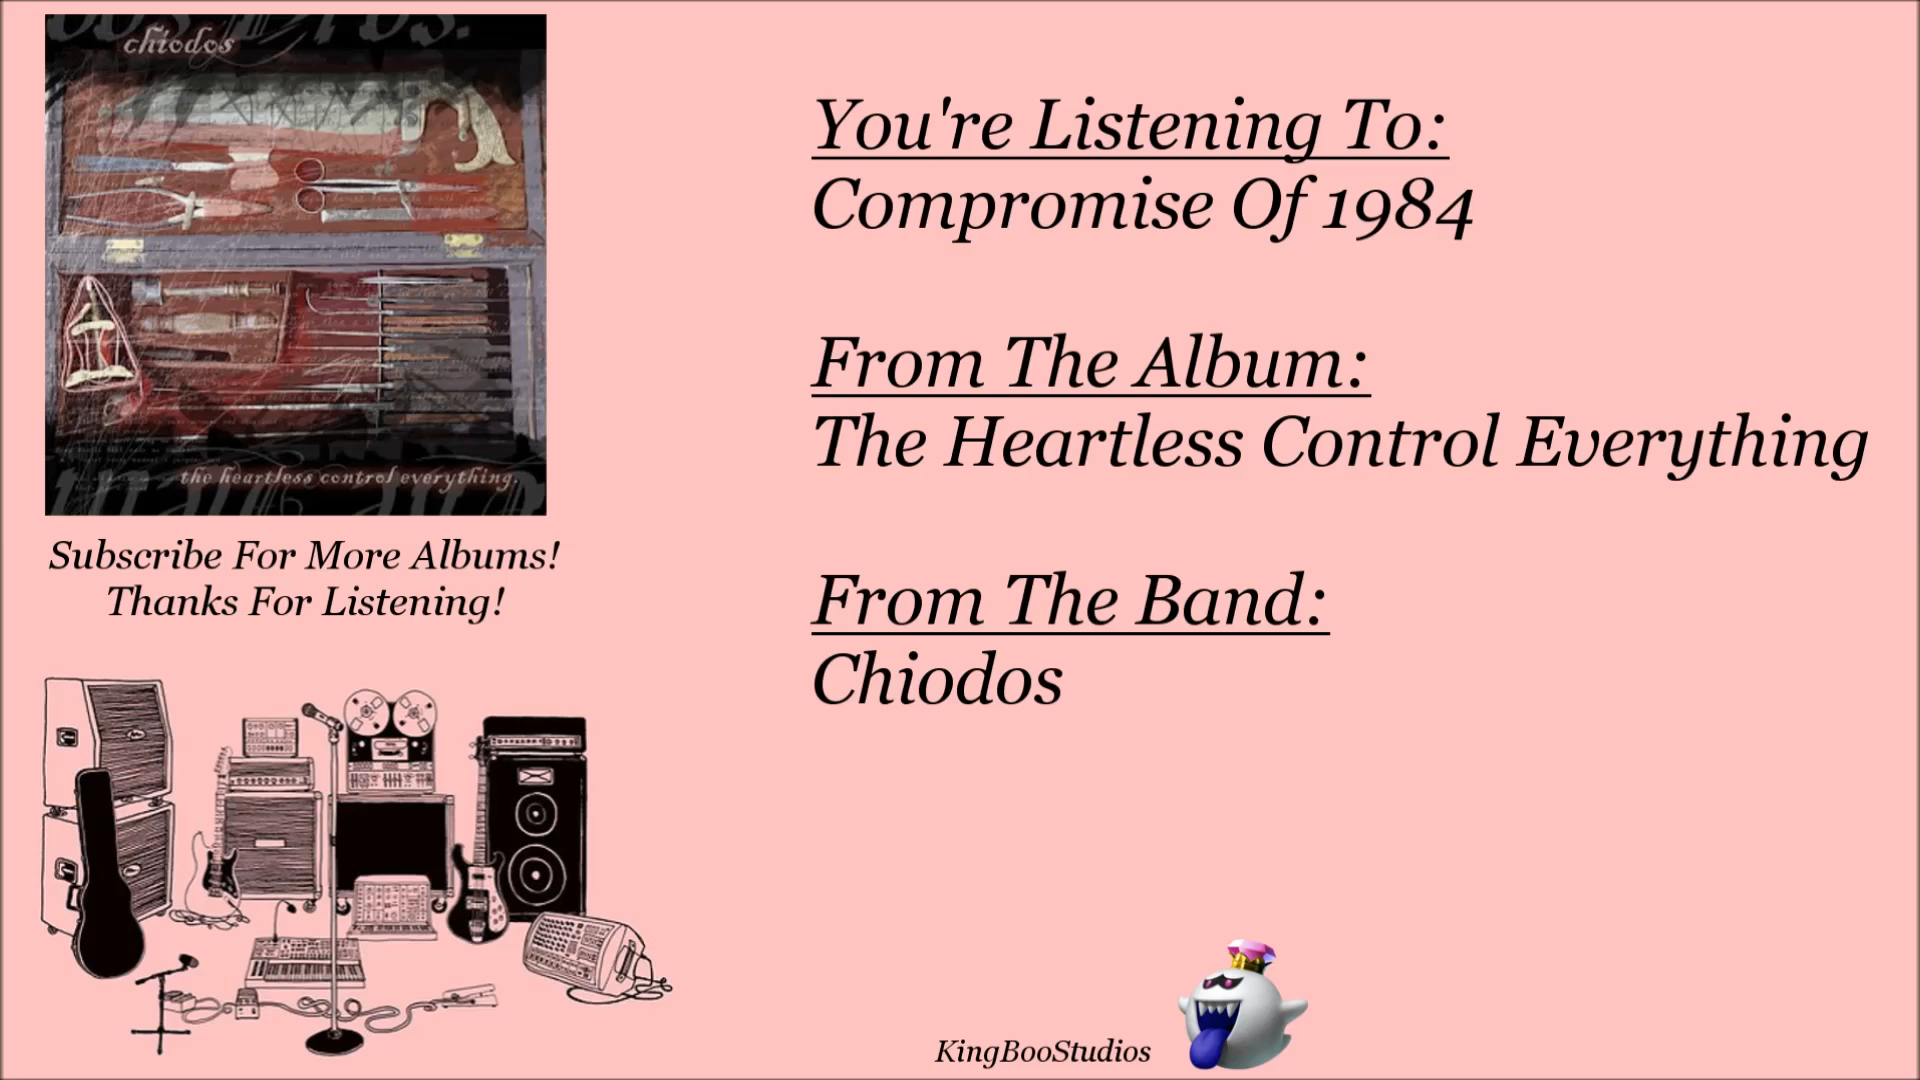 chiodos
the heartless control everything.
Subscribe For More Albums!
Thanks For Listening!
You're Listening To:
Compromise Of 1984
From The Album:
The Heartless Control Everything
From The Band:
Chiodos
KingBooStudios